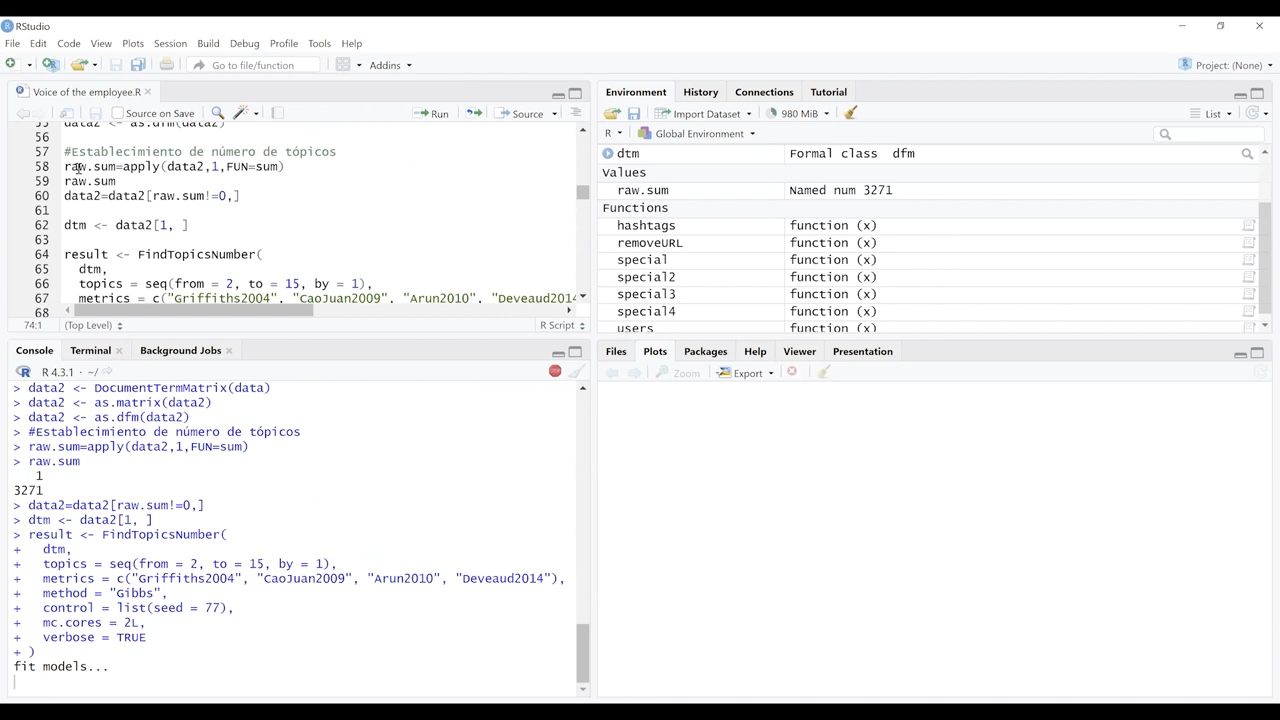 RStudio
File Edit Code View Plots Session Build Debug Profile Tools Help
Go to file/function Addins Project: (None)
Voice of the employee.R
Source on Save Run Source
55 data2 <- as.dfm(data2)
56
57 #Establecimiento de número de tópicos
58 raw.sum=apply(data2,1,FUN=sum)
59 raw.sum
60 data2=data2[raw.sum!=0,]
61
62 dtm <- data2[1, ]
63
64 result <- FindTopicsNumber(
65 dtm,
66 topics = seq(from = 2, to = 15, by = 1),
67 metrics = c("Griffiths2004", "CaoJuan2009", "Arun2010", "Deveaud2014
68
74:1 (Top Level) R Script
Console Terminal Background Jobs
R 4.3.1 · ~/
> data2 <- DocumentTermMatrix(data)
> data2 <- as.matrix(data2)
> data2 <- as.dfm(data2)
> #Establecimiento de número de tópicos
> raw.sum=apply(data2,1,FUN=sum)
> raw.sum
1
3271
> data2=data2[raw.sum!=0,]
> dtm <- data2[1, ]
> result <- FindTopicsNumber(
+ dtm,
+ topics = seq(from = 2, to = 15, by = 1),
+ metrics = c("Griffiths2004", "CaoJuan2009", "Arun2010", "Deveaud2014"),
+ method = "Gibbs",
+ control = list(seed = 77),
+ mc.cores = 2L,
+ verbose = TRUE
+ )
fit models...
Environment History Connections Tutorial
Import Dataset 980 MiB List
R Global Environment
dtm Formal class dfm
Values
raw.sum Named num 3271
Functions
hashtags function (x)
removeURL function (x)
special function (x)
special2 function (x)
special3 function (x)
special4 function (x)
users function (x)
Files Plots Packages Help Viewer Presentation
Zoom Export